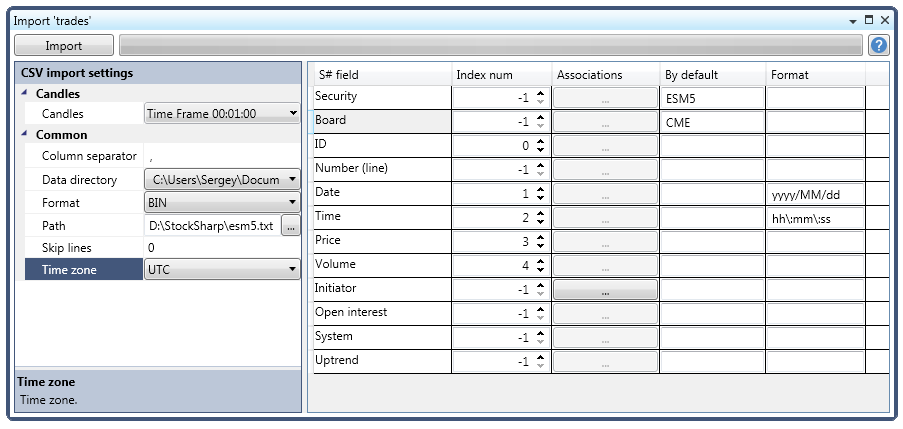 Import 'trades'
Import
?
CSV import settings
Candles
Candles Time Frame 00:01:00
Common
Column separator ,
Data directory C:\Users\Sergey\Docum
Format BIN
Path D:\StockSharp\esm5.txt ...
Skip lines 0
Time zone UTC
Time zone
Time zone.
S# field Index num Associations By default Format
Security -1 ... ESM5
Board -1 ... CME
ID 0 ...
Number (line) -1 ...
Date 1 ... yyyy/MM/dd
Time 2 ... hh\:mm\:ss
Price 3 ...
Volume 4 ...
Initiator -1 ...
Open interest -1 ...
System -1 ...
Uptrend -1 ...